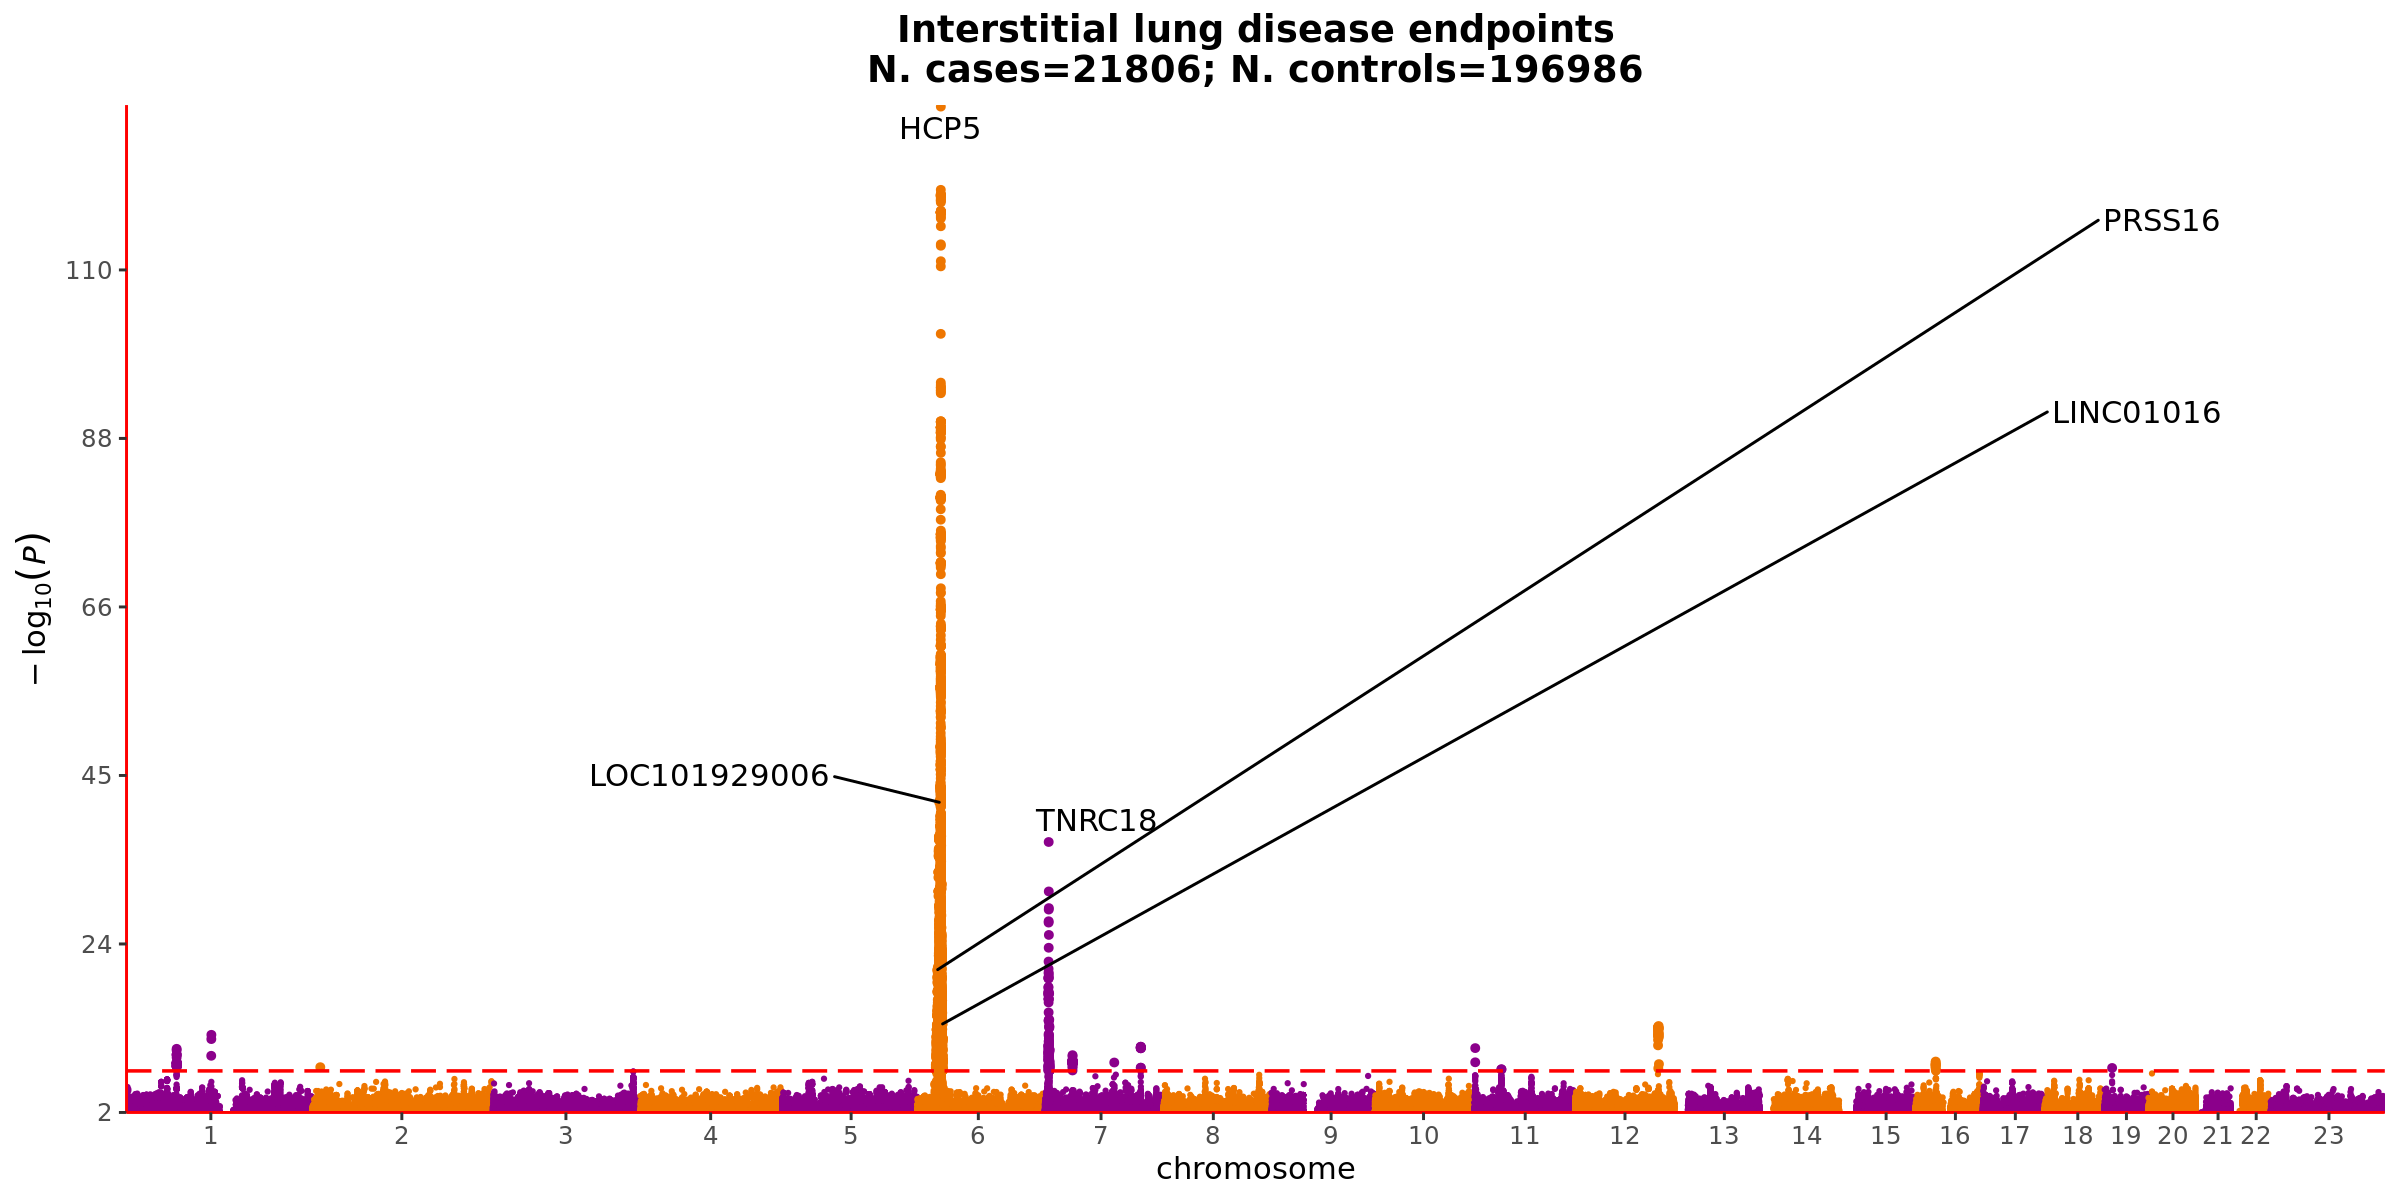 Interstitial lung disease endpoints
N. cases=21806; N. controls=196986
HCP5
PRSS16
LINC01016
LOC101929006
TNRC18
110
88
66
45
24
2
−log10(P)
1 2 3 4 5 6 7 8 9 10 11 12 13 14 15 16 17 18 19 20 21 22 23
chromosome